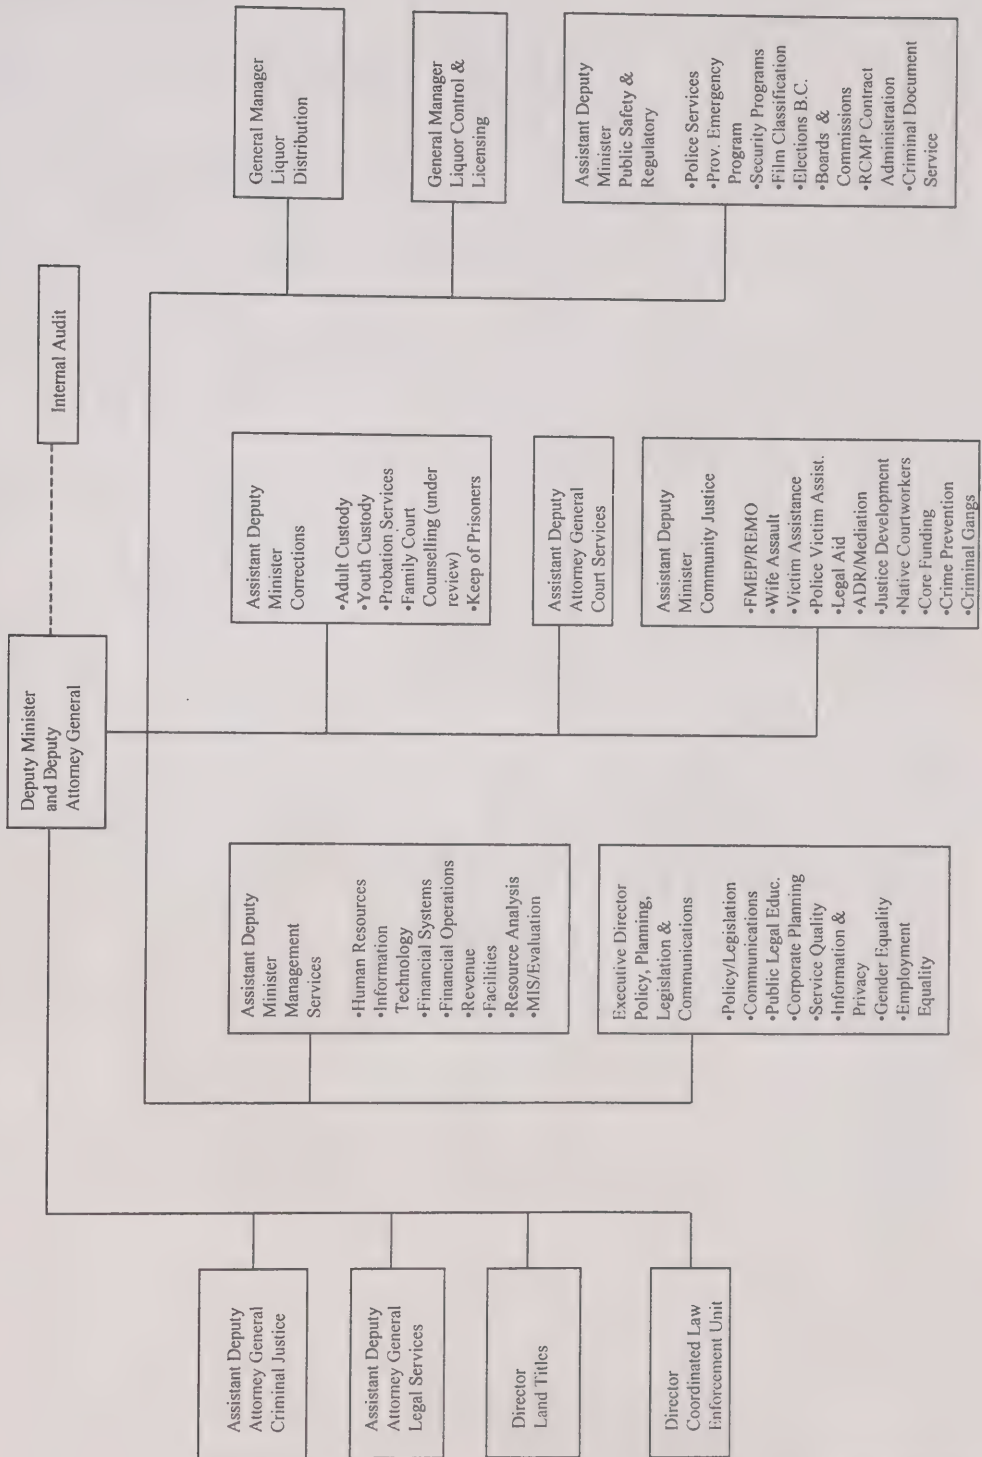 Deputy Minister
and Deputy
Attorney General
Internal Audit
Assistant Deputy
Attorney General
Criminal Justice
Assistant Deputy
Attorney General
Legal Services
Director
Land Titles
Director
Coordinated Law
Enforcement Unit
Assistant Deputy
Minister
Management
Services
•Human Resources
•Information
Technology
•Financial Systems
•Financial Operations
•Revenue
•Facilities
•Resource Analysis
•MIS/Evaluation
Executive Director
Policy, Planning,
Legislation &
Communications
•Policy/Legislation
•Communications
•Public Legal Educ.
•Corporate Planning
•Service Quality
•Information &
Privacy
•Gender Equality
•Employment
Equality
Assistant Deputy
Minister
Corrections
•Adult Custody
•Youth Custody
•Probation Services
•Family Court
Counselling (under
review)
•Keep of Prisoners
Assistant Deputy
Attorney General
Court Services
Assistant Deputy
Minister
Community Justice
•FMEP/REMO
•Wife Assault
•Victim Assistance
•Police Victim Assist.
•Legal Aid
•ADR/Mediation
•Justice Development
•Native Courtworkers
•Core Funding
•Crime Prevention
•Criminal Gangs
General Manager
Liquor
Distribution
General Manager
Liquor Control &
Licensing
Assistant Deputy
Minister
Public Safety &
Regulatory
•Police Services
•Prov. Emergency
Program
•Security Programs
•Film Classification
•Elections B.C.
•Boards &
Commissions
•RCMP Contract
Administration
•Criminal Document
Service